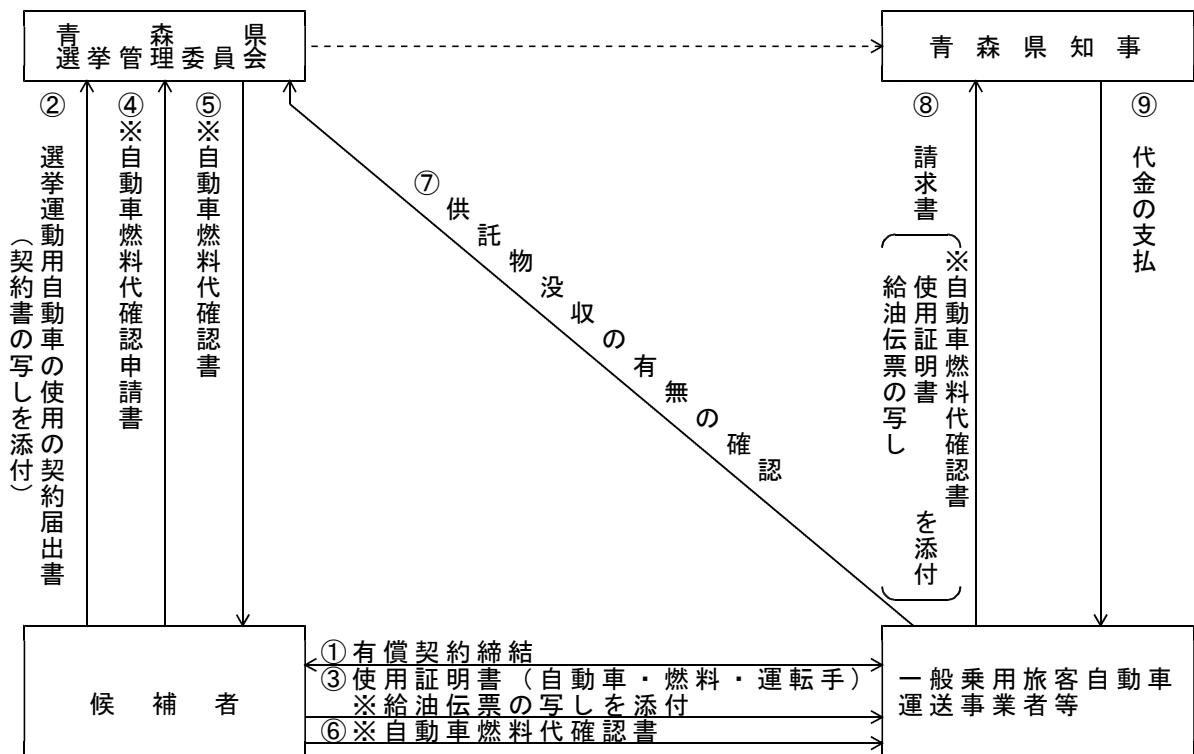 青森県
選挙管理委員会
青森県知事
② 選挙運動用自動車の使用の契約届出書
（契約書の写しを添付）
④ ※自動車燃料代確認申請書
⑤ ※自動車燃料代確認書
⑦ 供託物没収の有無の確認
⑧ 請求書
※自動車燃料代確認書
使用証明書
給油伝票の写し
を添付
⑨ 代金の支払
候補者
①有償契約締結
③使用証明書（自動車・燃料・運転手）
※給油伝票の写しを添付
⑥※自動車燃料代確認書
一般乗用旅客自動車
運送事業者等